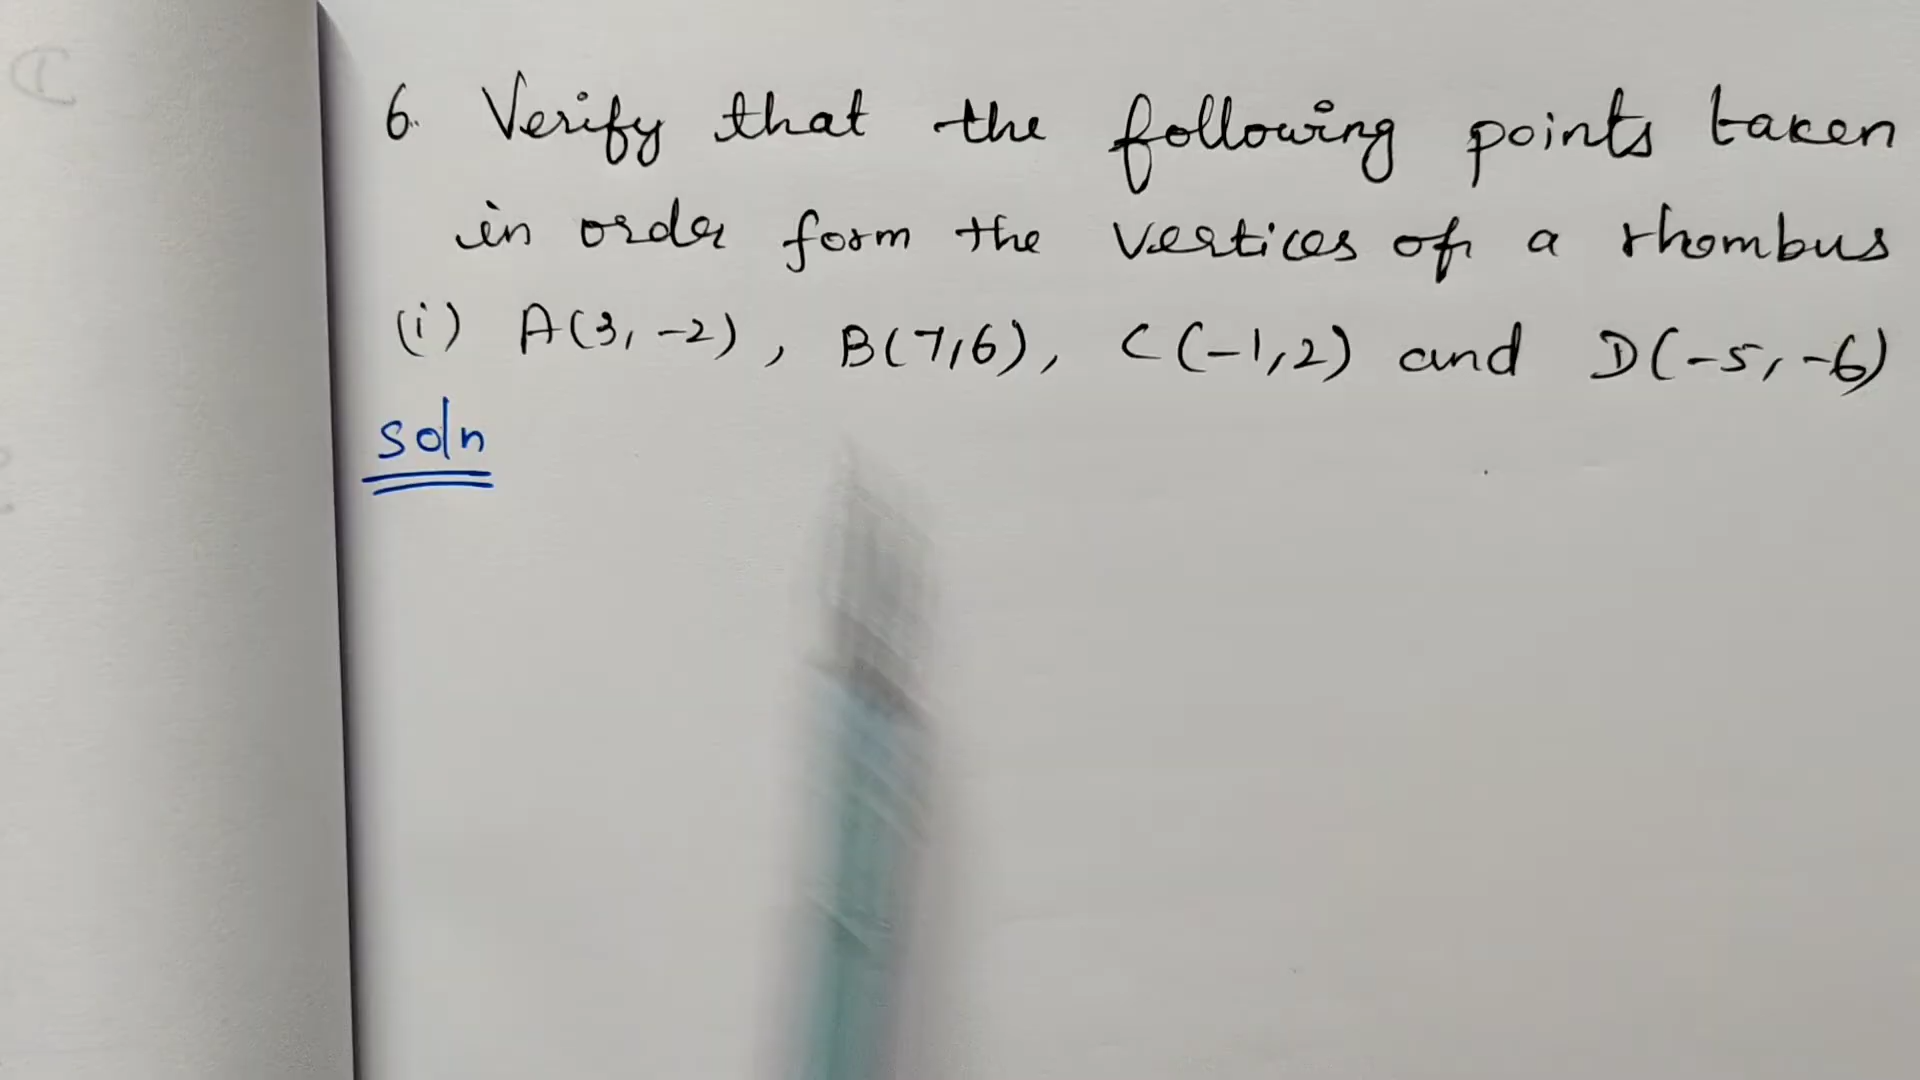 6. Verify that the following points taken
in order form the vertices of a rhombus
(i) A(3, -2), B(7,6), C(-1,2) and D(-5, -6)
soln